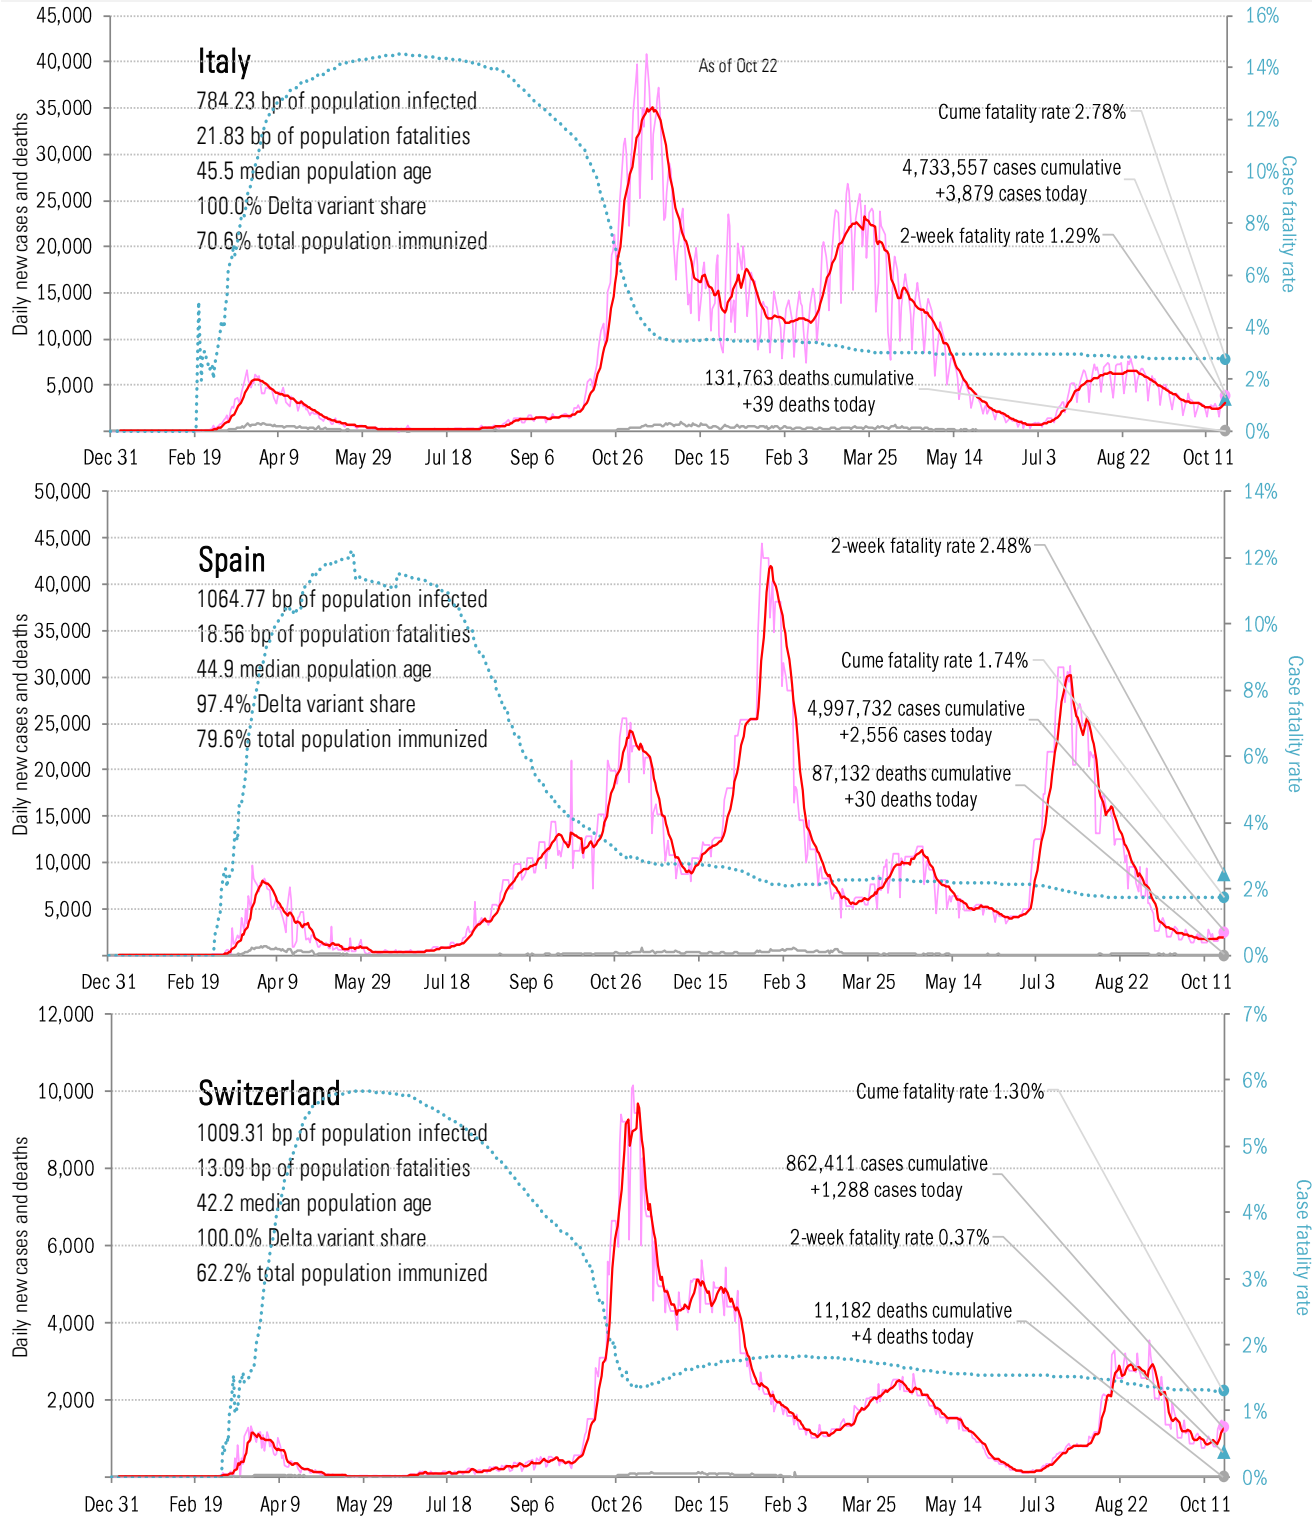 45,000
40,000
35,000
30,000
25,000
20,000
15,000
10,000
5,000
Daily new cases and deaths
Italy
784.23 bp of population infected
21.83 bp of population fatalities
45.5 median population age
100.0% Delta variant share
70.6% total population immunized
As of Oct 22
Cume fatality rate 2.78%
4,733,557 cases cumulative
+3,879 cases today
2-week fatality rate 1.29%
131,763 deaths cumulative
+39 deaths today
16%
14%
12%
10%
8%
6%
4%
2%
0%
Case fatality rate
Dec 31 Feb 19 Apr 9 May 29 Jul 18 Sep 6 Oct 26 Dec 15 Feb 3 Mar 25 May 14 Jul 3 Aug 22 Oct 11
50,000
45,000
40,000
35,000
30,000
25,000
20,000
15,000
10,000
5,000
Daily new cases and deaths
Spain
1064.77 bp of population infected
18.56 bp of population fatalities
44.9 median population age
97.4% Delta variant share
79.6% total population immunized
2-week fatality rate 2.48%
Cume fatality rate 1.74%
4,997,732 cases cumulative
+2,556 cases today
87,132 deaths cumulative
+30 deaths today
14%
12%
10%
8%
6%
4%
2%
0%
Case fatality rate
Dec 31 Feb 19 Apr 9 May 29 Jul 18 Sep 6 Oct 26 Dec 15 Feb 3 Mar 25 May 14 Jul 3 Aug 22 Oct 11
12,000
10,000
8,000
6,000
4,000
2,000
Daily new cases and deaths
Switzerland
1009.31 bp of population infected
13.09 bp of population fatalities
42.2 median population age
100.0% Delta variant share
62.2% total population immunized
Cume fatality rate 1.30%
862,411 cases cumulative
+1,288 cases today
2-week fatality rate 0.37%
11,182 deaths cumulative
+4 deaths today
7%
6%
5%
4%
3%
2%
1%
0%
Case fatality rate
Dec 31 Feb 19 Apr 9 May 29 Jul 18 Sep 6 Oct 26 Dec 15 Feb 3 Mar 25 May 14 Jul 3 Aug 22 Oct 11